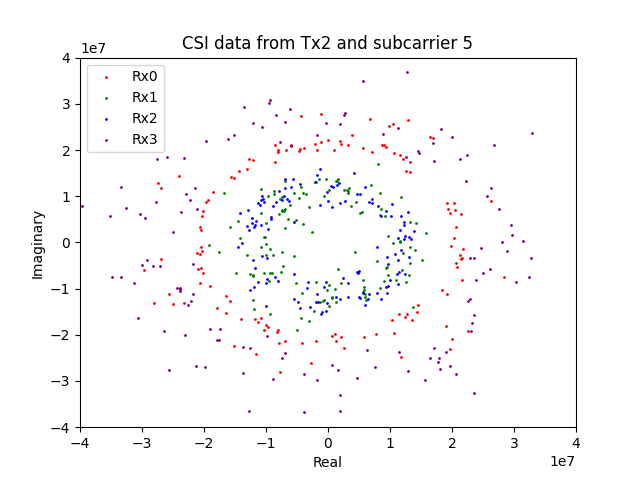 CSI data from Tx2 and subcarrier 5
1e7
4
3
2
1
0
−1
−2
−3
−4
Imaginary
Rx0
Rx1
Rx2
Rx3
−4 −3 −2 −1 0 1 2 3 4
Real
1e7